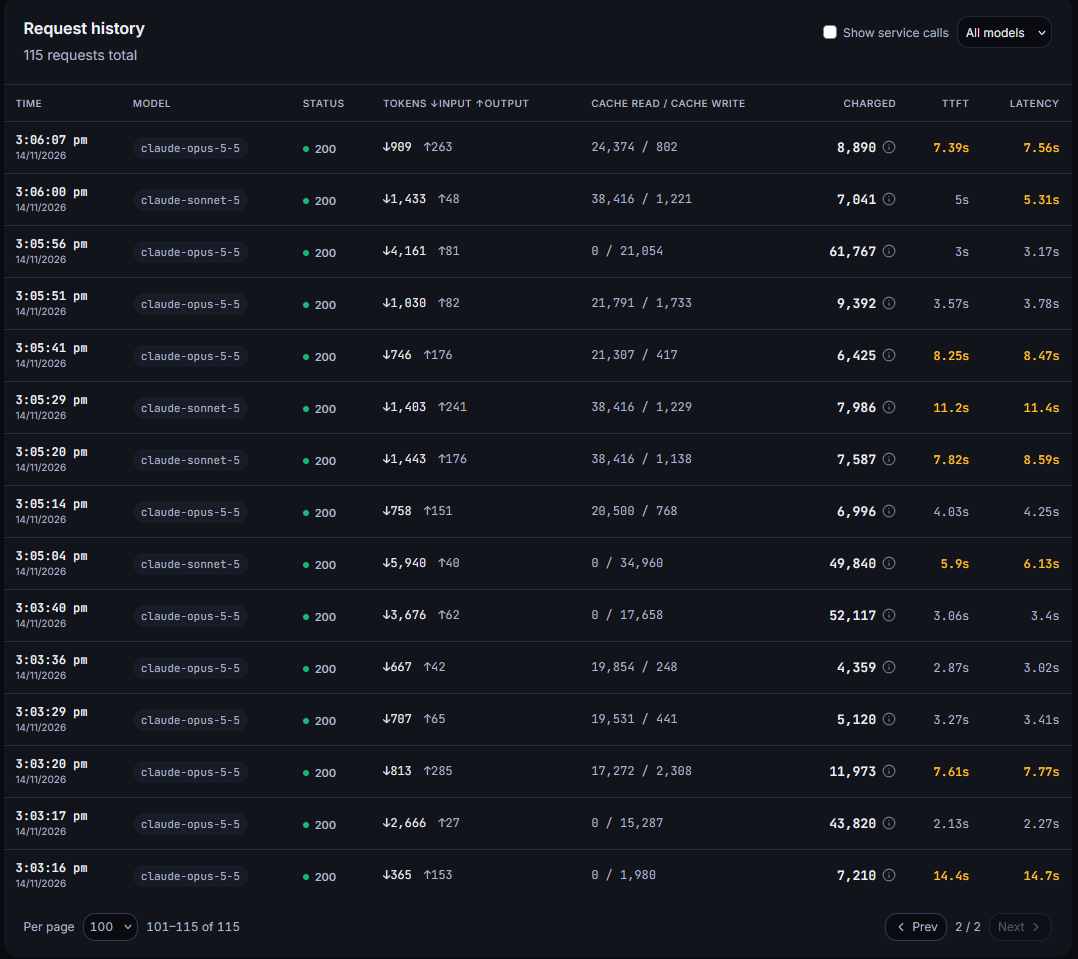 Request history
115 requests total
Show service calls
All models
TIME MODEL STATUS TOKENS ↓INPUT ↑OUTPUT CACHE READ / CACHE WRITE CHARGED TTFT LATENCY
3:06:07 pm
14/11/2026
claude-opus-5-5 200 ↓909 ↑263 24,374 / 802 8,890 7.39s 7.56s
3:06:00 pm
14/11/2026
claude-sonnet-5 200 ↓1,433 ↑48 38,416 / 1,221 7,041 5s 5.31s
3:05:56 pm
14/11/2026
claude-opus-5-5 200 ↓4,161 ↑81 0 / 21,054 61,767 3s 3.17s
3:05:51 pm
14/11/2026
claude-opus-5-5 200 ↓1,030 ↑82 21,791 / 1,733 9,392 3.57s 3.78s
3:05:41 pm
14/11/2026
claude-opus-5-5 200 ↓746 ↑176 21,307 / 417 6,425 8.25s 8.47s
3:05:29 pm
14/11/2026
claude-sonnet-5 200 ↓1,403 ↑241 38,416 / 1,229 7,986 11.2s 11.4s
3:05:20 pm
14/11/2026
claude-sonnet-5 200 ↓1,443 ↑176 38,416 / 1,138 7,587 7.82s 8.59s
3:05:14 pm
14/11/2026
claude-opus-5-5 200 ↓758 ↑151 20,500 / 768 6,996 4.03s 4.25s
3:05:04 pm
14/11/2026
claude-sonnet-5 200 ↓5,940 ↑40 0 / 34,960 49,840 5.9s 6.13s
3:03:40 pm
14/11/2026
claude-opus-5-5 200 ↓3,676 ↑62 0 / 17,658 52,117 3.06s 3.4s
3:03:36 pm
14/11/2026
claude-opus-5-5 200 ↓667 ↑42 19,854 / 248 4,359 2.87s 3.02s
3:03:29 pm
14/11/2026
claude-opus-5-5 200 ↓707 ↑65 19,531 / 441 5,120 3.27s 3.41s
3:03:20 pm
14/11/2026
claude-opus-5-5 200 ↓813 ↑285 17,272 / 2,308 11,973 7.61s 7.77s
3:03:17 pm
14/11/2026
claude-opus-5-5 200 ↓2,666 ↑27 0 / 15,287 43,820 2.13s 2.27s
3:03:16 pm
14/11/2026
claude-opus-5-5 200 ↓365 ↑153 0 / 1,980 7,210 14.4s 14.7s
Per page 100 101–115 of 115 Prev 2 / 2 Next